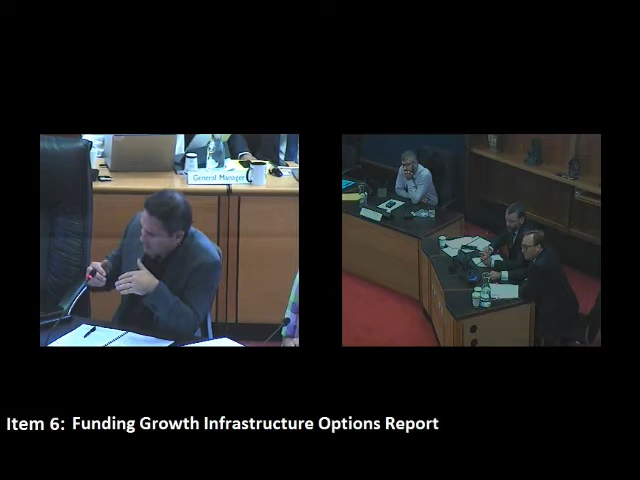 General Manager
Item 6: Funding Growth Infrastructure Options Report